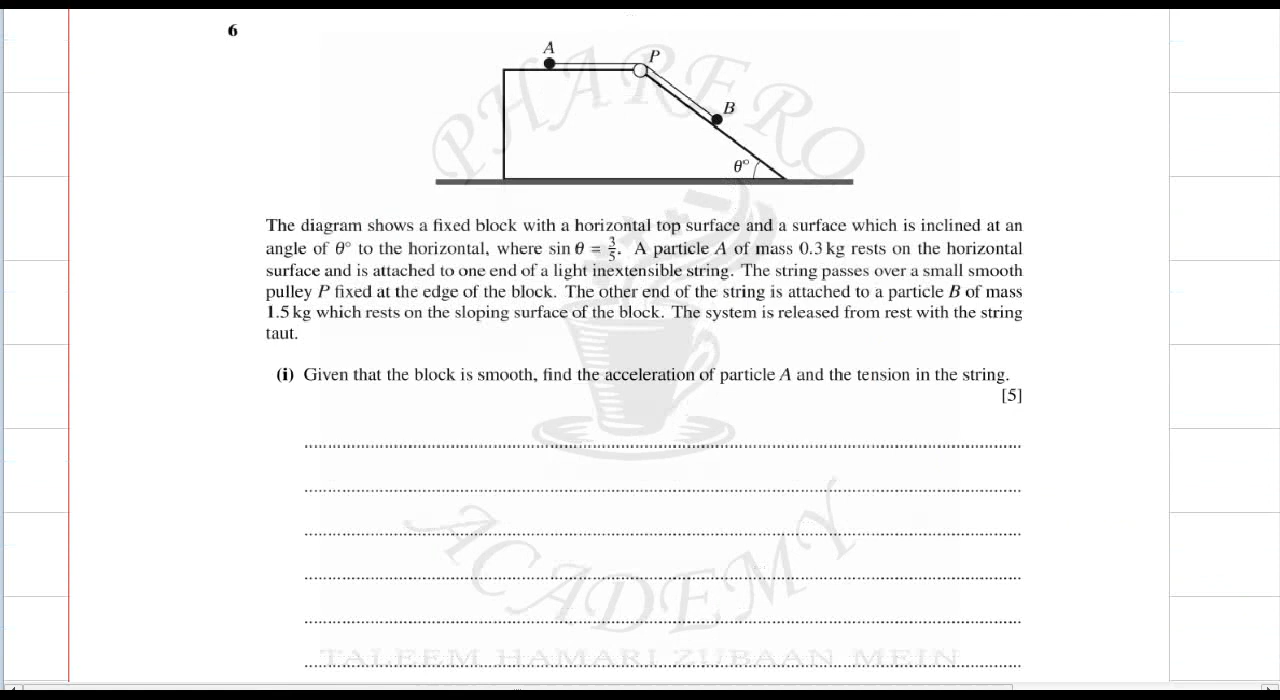 6
A
P
B
θ°
The diagram shows a fixed block with a horizontal top surface and a surface which is inclined at an
angle of θ° to the horizontal, where sin θ = 3/5. A particle A of mass 0.3 kg rests on the horizontal
surface and is attached to one end of a light inextensible string. The string passes over a small smooth
pulley P fixed at the edge of the block. The other end of the string is attached to a particle B of mass
1.5 kg which rests on the sloping surface of the block. The system is released from rest with the string
taut.
(i) Given that the block is smooth, find the acceleration of particle A and the tension in the string.
[5]
PHARERO
ACADEMY
TALEEM HAMARI ZUBAAN MEIN